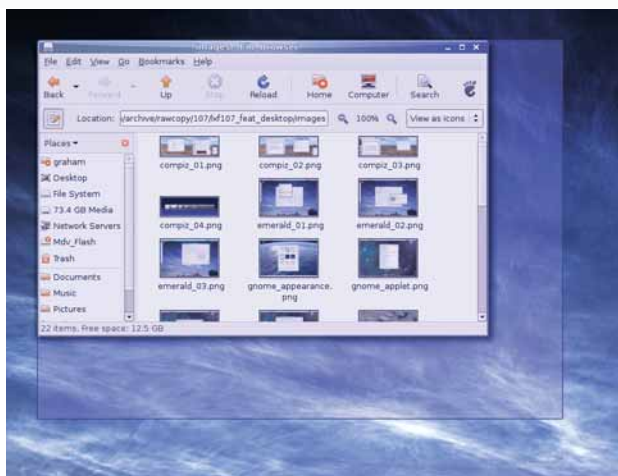 File Edit View Go Bookmarks Help
Back Forward Up Stop Reload Home Computer Search
Location: /archive/rawcopy/107/lxf107_feat_desktop/images 100% View as Icons
Places
graham
Desktop
File System
73.4 GB Media
Network Servers
Mdv_Flash
Trash
Documents
Music
Pictures
compiz_01.png compiz_02.png compiz_03.png
compiz_04.png emerald_01.png emerald_02.png
emerald_03.png gnome_appearance.png gnome_applet.png
22 items, Free space: 12.5 GB